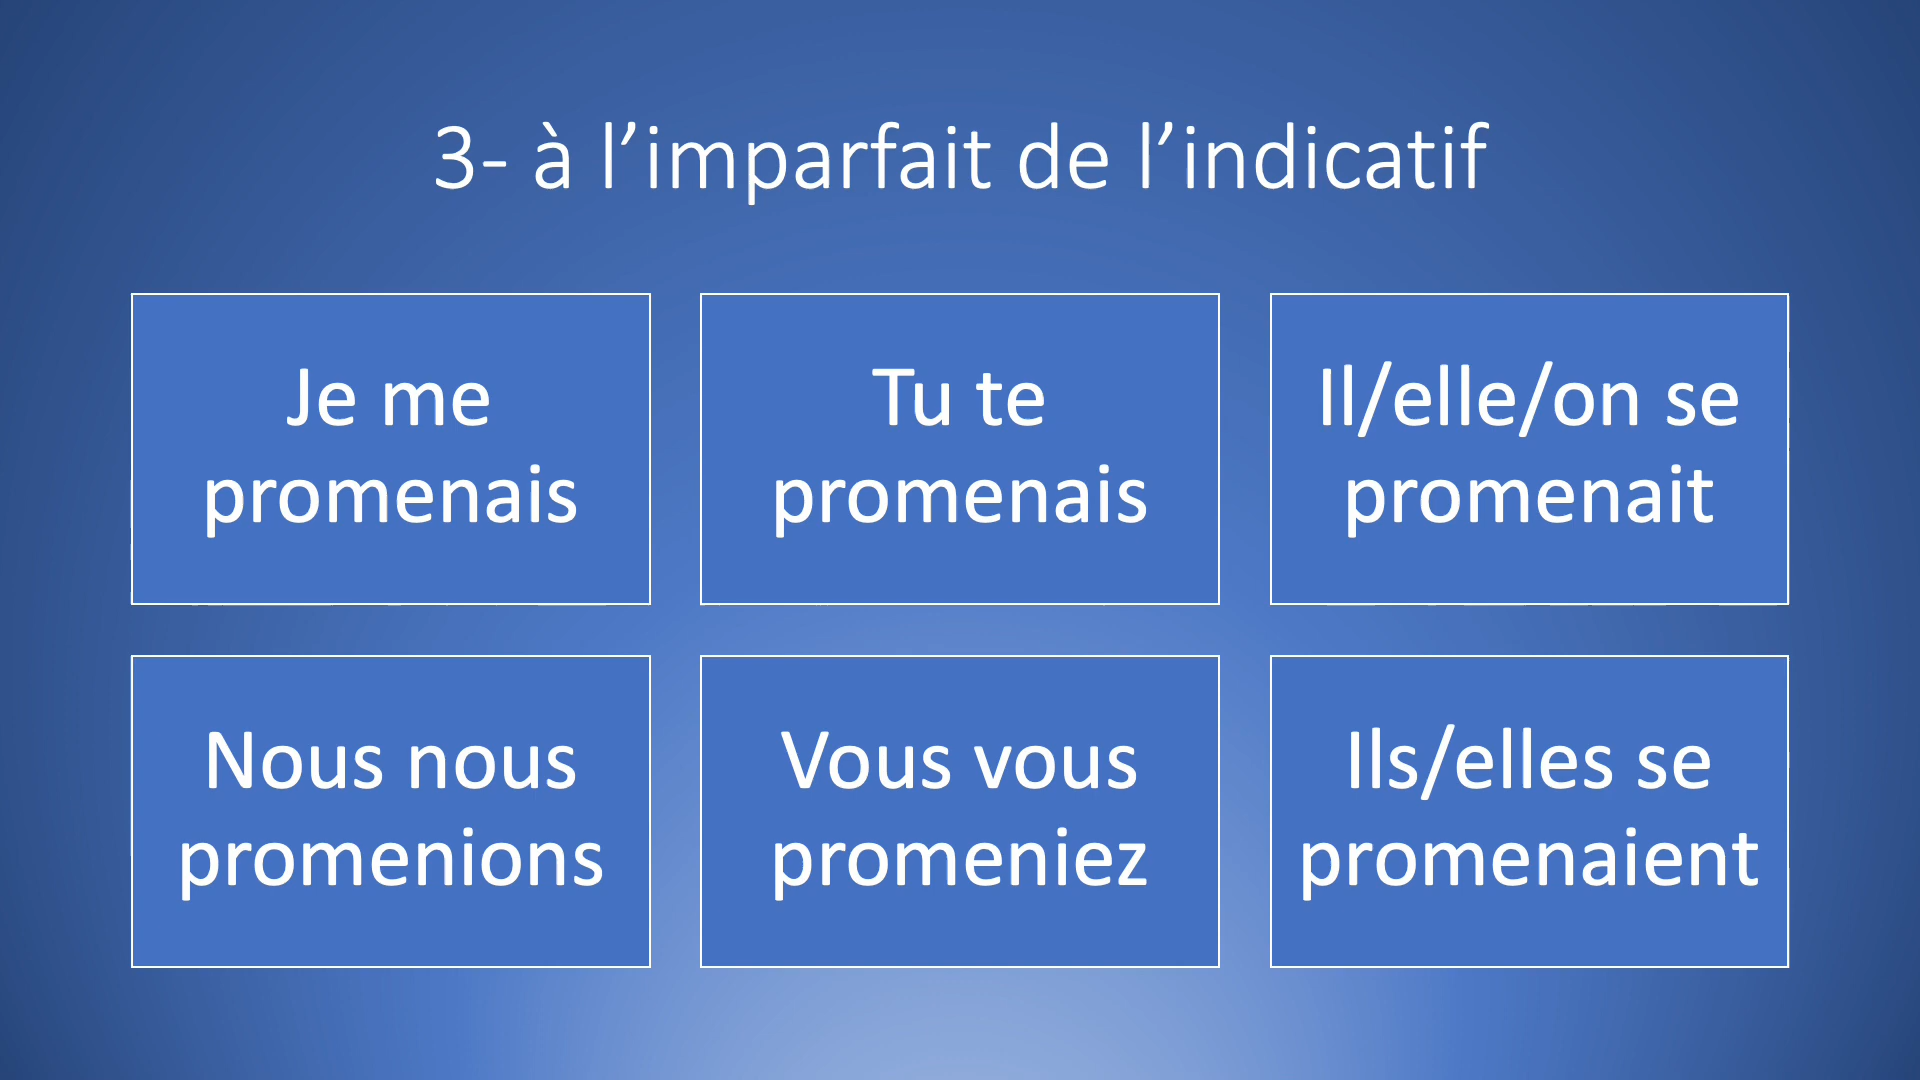 3- à l’imparfait de l’indicatif
Je me
promenais
Tu te
promenais
Il/elle/on se
promenait
Nous nous
promenions
Vous vous
promeniez
Ils/elles se
promenaient